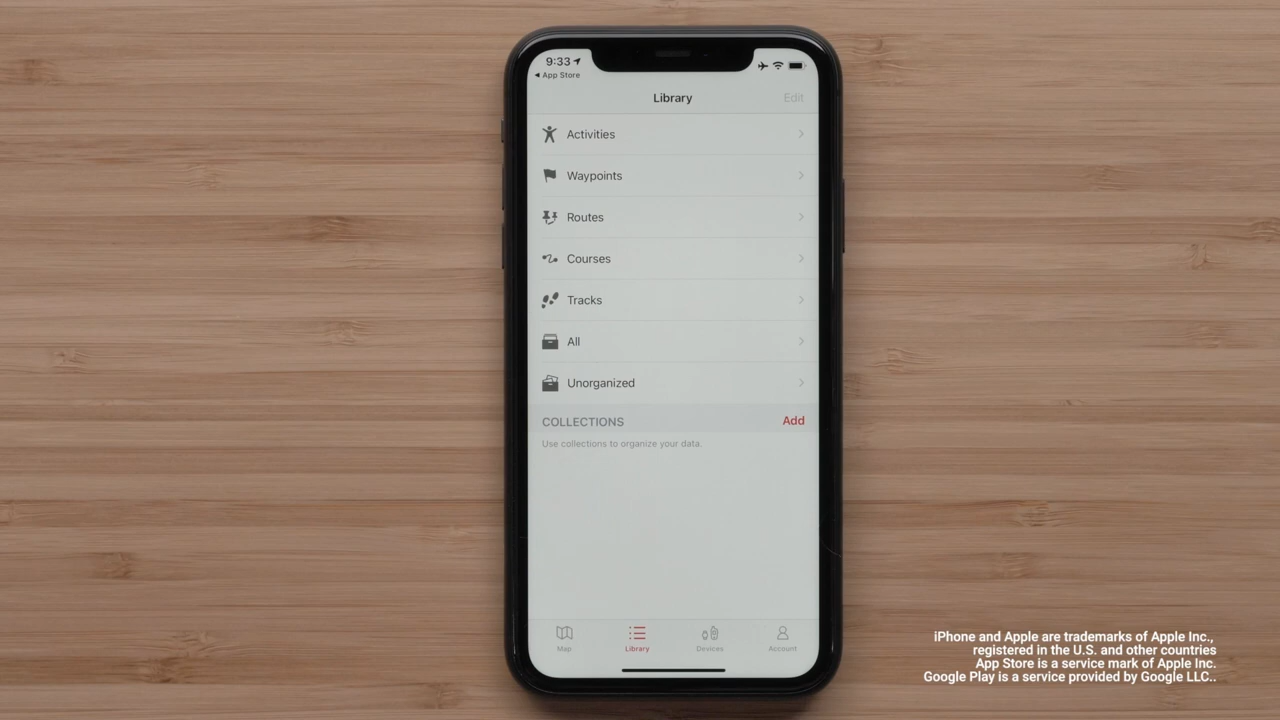 9:33
App Store
Library
Edit
Activities
Waypoints
Routes
Courses
Tracks
All
Unorganized
COLLECTIONS
Add
Use collections to organize your data.
Map
Library
Devices
Account
iPhone and Apple are trademarks of Apple Inc.,
registered in the U.S. and other countries
App Store is a service mark of Apple Inc.
Google Play is a service provided by Google LLC..